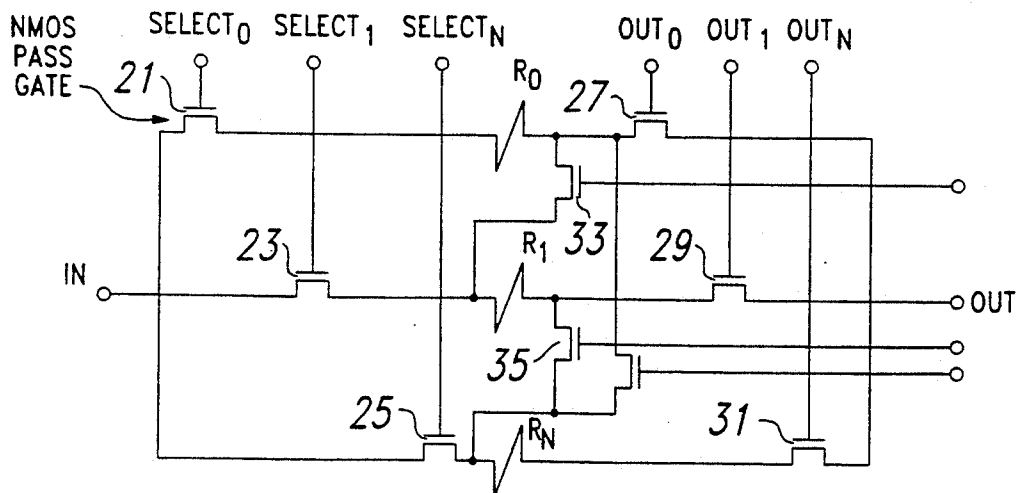 NMOS PASS GATE
SELECT0 SELECT1 SELECTN OUT0 OUT1 OUTN
21 R0 27
33
23 R1 29
IN OUT
35
25 RN 31